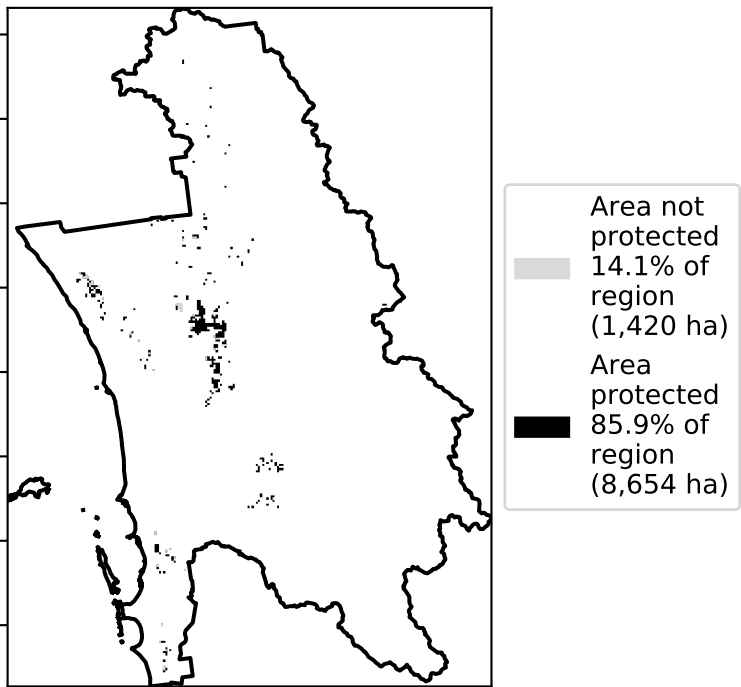 Area not
protected
14.1% of
region
(1,420 ha)
Area
protected
85.9% of
region
(8,654 ha)